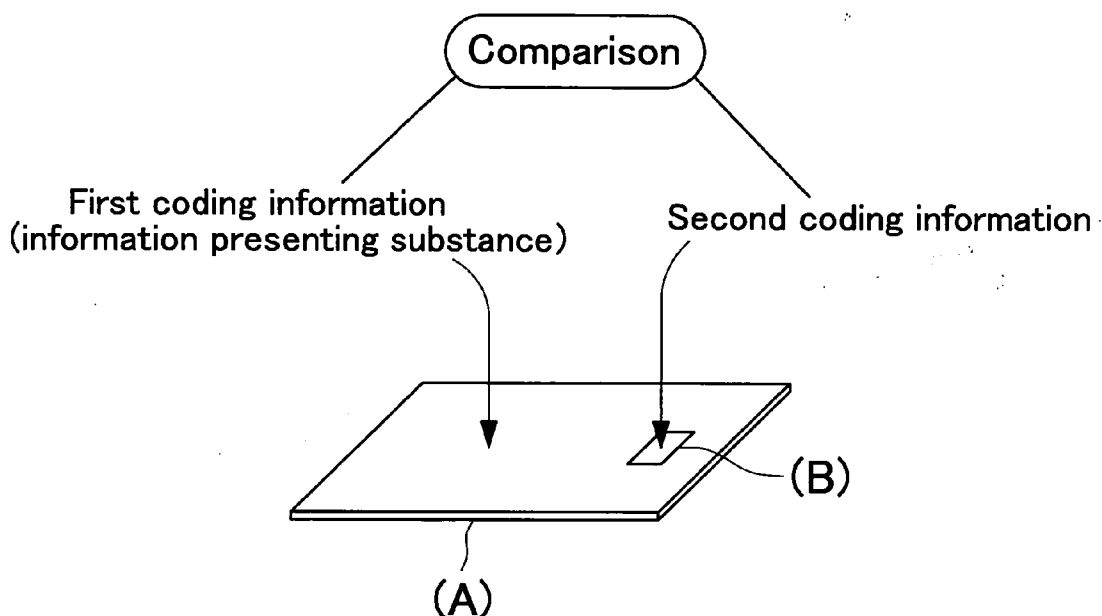 Comparison
First coding information
(information presenting substance)
Second coding information
(B)
(A)